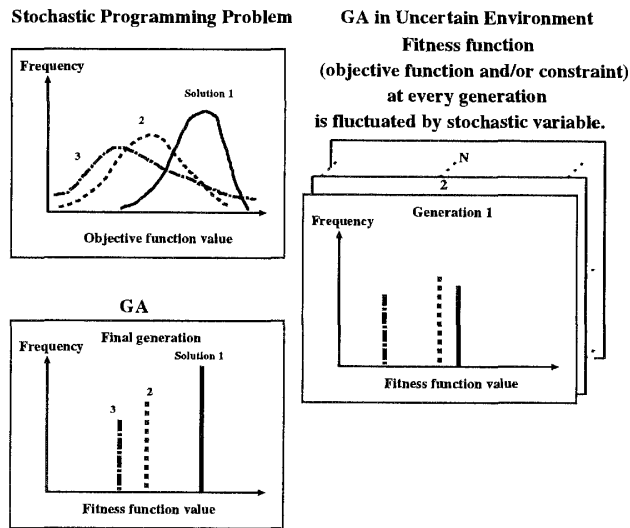 Stochastic Programming Problem
Frequency
Solution 1
2
3
Objective function value
GA
Final generation
Frequency
Solution 1
2
3
Fitness function value
GA in Uncertain Environment
Fitness function
(objective function and/or constraint)
at every generation
is fluctuated by stochastic variable.
N
2
Generation 1
Frequency
Fitness function value